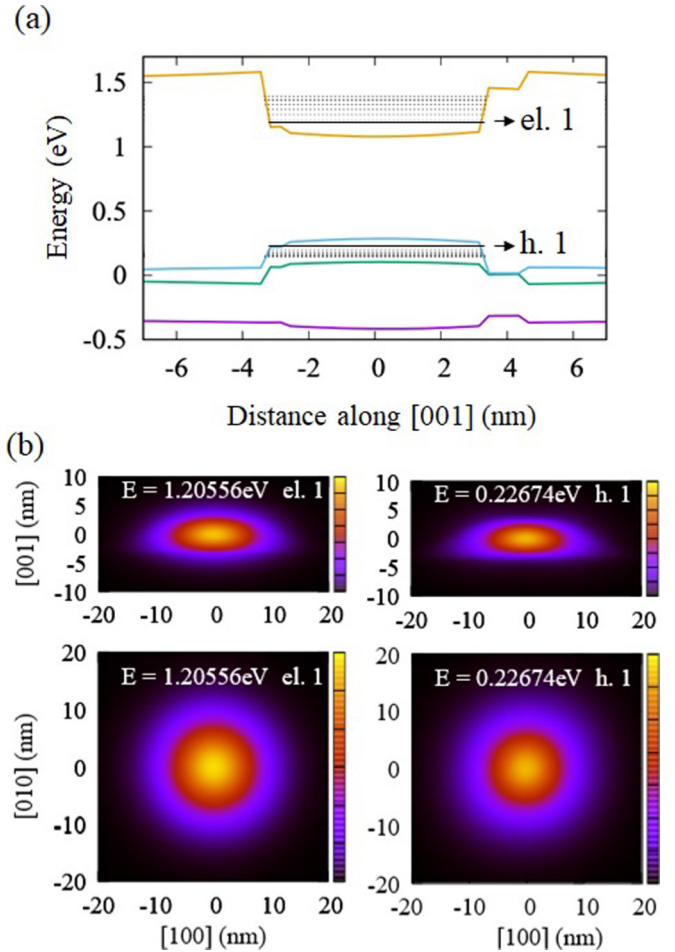 (a)
Energy (eV)
1.5
1
0.5
0
-0.5
el. 1
h. 1
-6 -4 -2 0 2 4 6
Distance along [001] (nm)
(b)
[001] (nm)
10
5
0
-5
-10
E = 1.20556eV el. 1
-20 -10 0 10 20
10
5
0
-5
-10
E = 0.22674eV h. 1
-20 -10 0 10 20
[010] (nm)
20
10
0
-10
-20
E = 1.20556eV el. 1
-20 -10 0 10 20
[100] (nm)
20
10
0
-10
-20
E = 0.22674eV h. 1
-20 -10 0 10 20
[100] (nm)